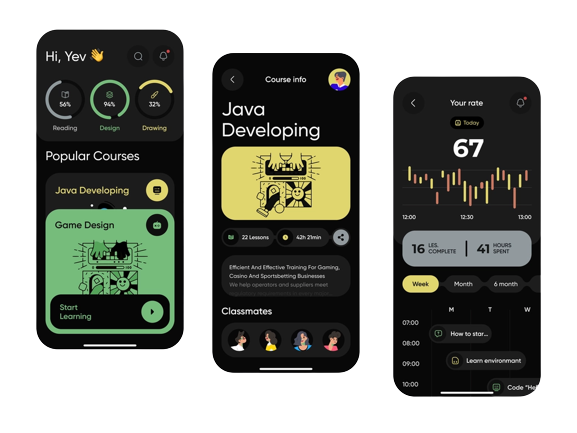 Hi, Yev 👋
56%
94%
32%
Reading
Design
Drawing
Popular Courses
Java Developing
Game Design
Start
Learning
Course info
Java
Developing
22 Lessons
42h 21min
Efficient And Effective Training For Gaming,
Casino And Sportsbetting Businesses
We help operators and suppliers meet
Classmates
Your rate
Today
67
12:00
12:30
13:00
16 LES. COMPLETE
41 HOURS SPENT
Week
Month
6 month
M
T
W
07:00
How to star...
08:00
Learn environmant
09:00
10:00
Code "Hel